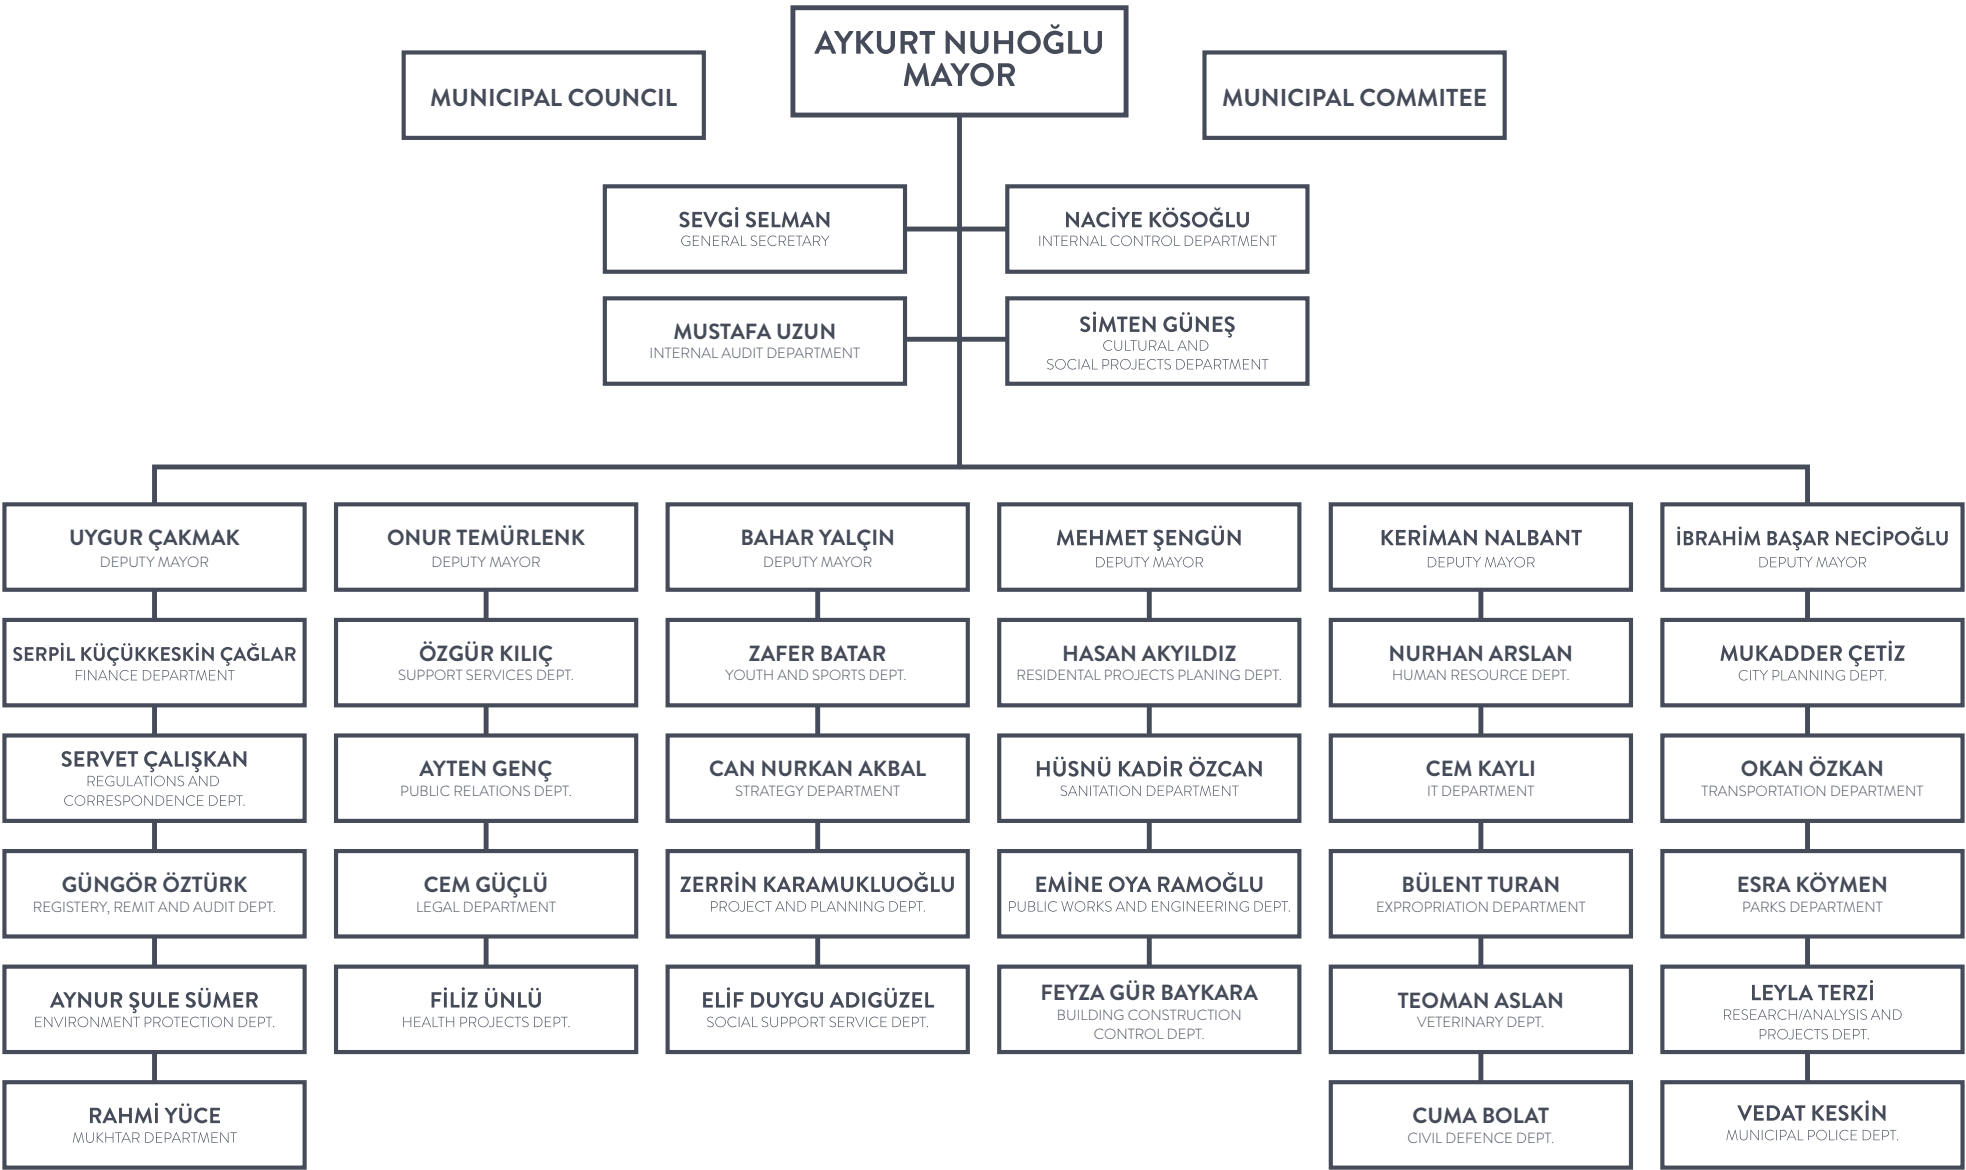 AYKURT NUHOĞLU
MAYOR
MUNICIPAL COUNCIL
MUNICIPAL COMMITEE
SEVGİ SELMAN
GENERAL SECRETARY
NACİYE KÖSOĞLU
INTERNAL CONTROL DEPARTMENT
MUSTAFA UZUN
INTERNAL AUDIT DEPARTMENT
SİMTEN GÜNEŞ
CULTURAL AND
SOCIAL PROJECTS DEPARTMENT
UYGUR ÇAKMAK
DEPUTY MAYOR
SERPİL KÜÇÜKKESKİN ÇAĞLAR
FINANCE DEPARTMENT
SERVET ÇALIŞKAN
REGULATIONS AND
CORRESPONDENCE DEPT.
GÜNGÖR ÖZTÜRK
REGISTERY, REMIT AND AUDIT DEPT.
AYNUR ŞULE SÜMER
ENVIRONMENT PROTECTION DEPT.
RAHMİ YÜCE
MUKHTAR DEPARTMENT
ONUR TEMÜRLENK
DEPUTY MAYOR
ÖZGÜR KILIÇ
SUPPORT SERVICES DEPT.
AYTEN GENÇ
PUBLIC RELATIONS DEPT.
CEM GÜÇLÜ
LEGAL DEPARTMENT
FİLİZ ÜNLÜ
HEALTH PROJECTS DEPT.
BAHAR YALÇIN
DEPUTY MAYOR
ZAFER BATAR
YOUTH AND SPORTS DEPT.
CAN NURKAN AKBAL
STRATEGY DEPARTMENT
ZERRİN KARAMUKLUOĞLU
PROJECT AND PLANNING DEPT.
ELİF DUYGU ADIGÜZEL
SOCIAL SUPPORT SERVICE DEPT.
MEHMET ŞENGÜN
DEPUTY MAYOR
HASAN AKYILDIZ
RESIDENTAL PROJECTS PLANING DEPT.
HÜSNÜ KADİR ÖZCAN
SANITATION DEPARTMENT
EMİNE OYA RAMOĞLU
PUBLIC WORKS AND ENGINEERING DEPT.
FEYZA GÜR BAYKARA
BUILDING CONSTRUCTION
CONTROL DEPT.
KERİMAN NALBANT
DEPUTY MAYOR
NURHAN ARSLAN
HUMAN RESOURCE DEPT.
CEM KAYLI
IT DEPARTMENT
BÜLENT TURAN
EXPROPRIATION DEPARTMENT
TEOMAN ASLAN
VETERINARY DEPT.
CUMA BOLAT
CIVIL DEFENCE DEPT.
İBRAHİM BAŞAR NECİPOĞLU
DEPUTY MAYOR
MUKADDER ÇETİZ
CITY PLANNING DEPT.
OKAN ÖZKAN
TRANSPORTATION DEPARTMENT
ESRA KÖYMEN
PARKS DEPARTMENT
LEYLA TERZİ
RESEARCH/ANALYSIS AND
PROJECTS DEPT.
VEDAT KESKİN
MUNICIPAL POLICE DEPT.